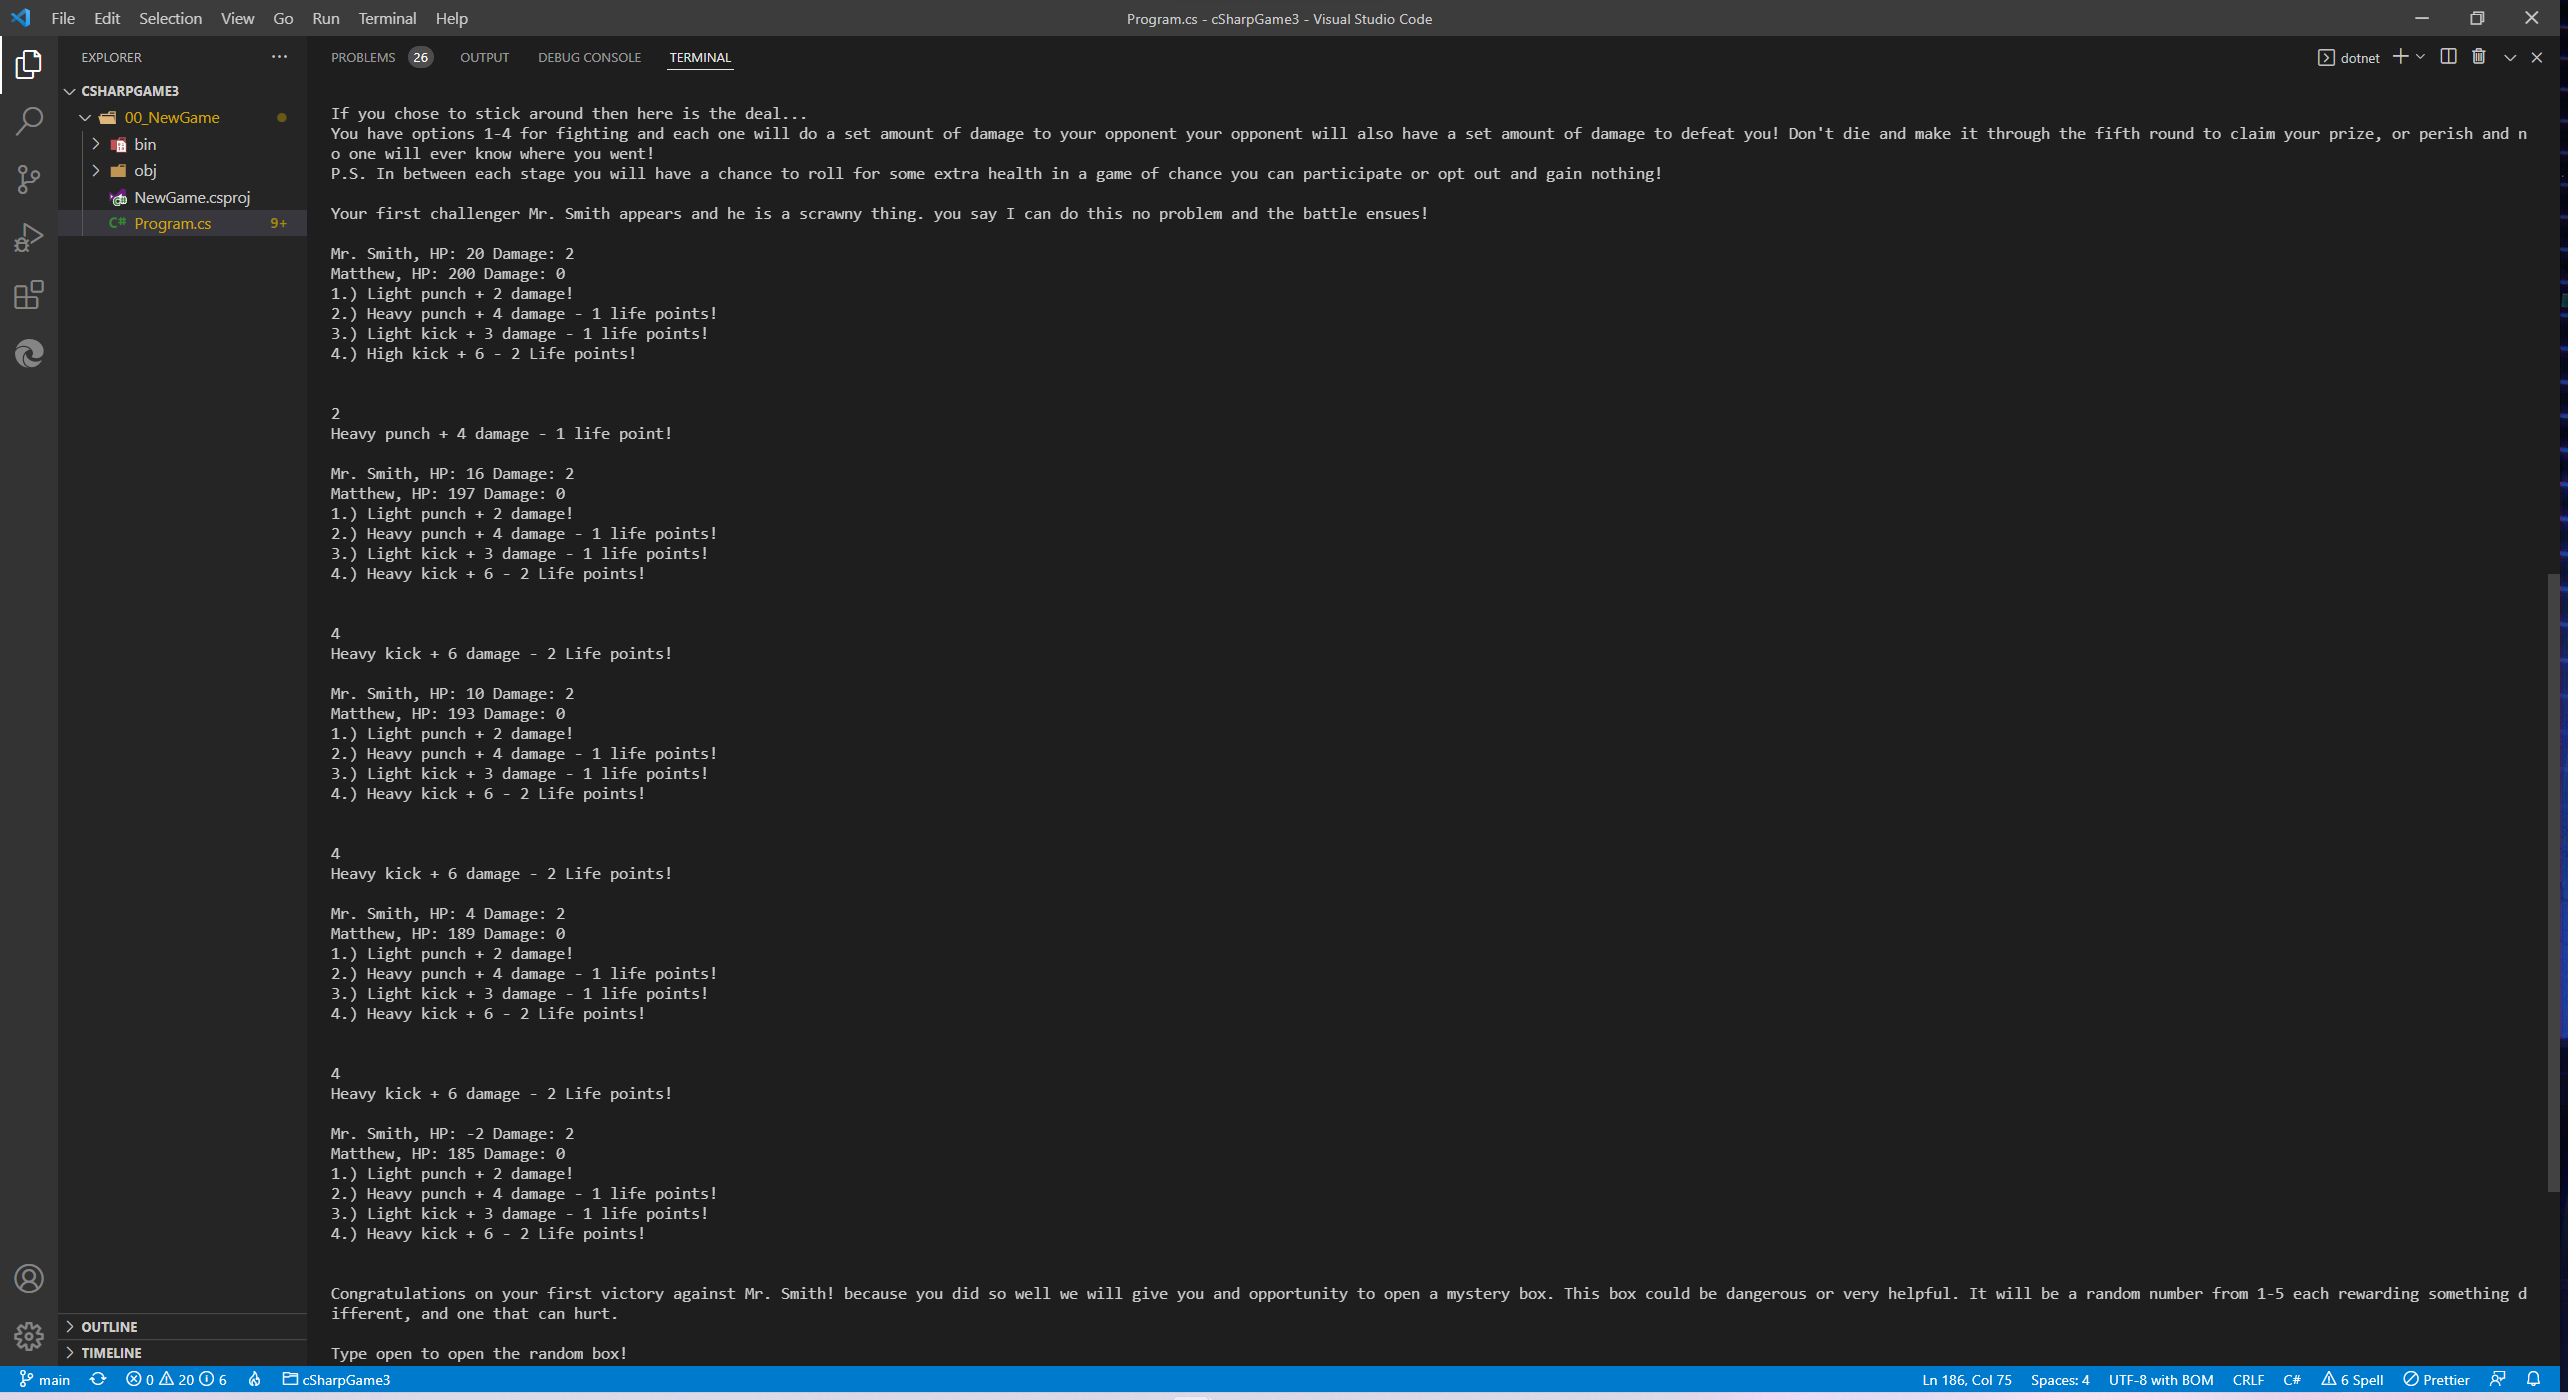 File Edit Selection View Go Run Terminal Help
Program.cs - cSharpGame3 - Visual Studio Code
EXPLORER
PROBLEMS 26 OUTPUT DEBUG CONSOLE TERMINAL
dotnet
CSHARPGAME3
00_NewGame
bin
obj
NewGame.csproj
C# Program.cs 9+
If you chose to stick around then here is the deal...
You have options 1-4 for fighting and each one will do a set amount of damage to your opponent your opponent will also have a set amount of damage to defeat you! Don't die and make it through the fifth round to claim your prize, or perish and n
o one will ever know where you went!
P.S. In between each stage you will have a chance to roll for some extra health in a game of chance you can participate or opt out and gain nothing!
Your first challenger Mr. Smith appears and he is a scrawny thing. you say I can do this no problem and the battle ensues!
Mr. Smith, HP: 20 Damage: 2
Matthew, HP: 200 Damage: 0
1.) Light punch + 2 damage!
2.) Heavy punch + 4 damage - 1 life points!
3.) Light kick + 3 damage - 1 life points!
4.) High kick + 6 - 2 Life points!
2
Heavy punch + 4 damage - 1 life point!
Mr. Smith, HP: 16 Damage: 2
Matthew, HP: 197 Damage: 0
1.) Light punch + 2 damage!
2.) Heavy punch + 4 damage - 1 life points!
3.) Light kick + 3 damage - 1 life points!
4.) Heavy kick + 6 - 2 Life points!
4
Heavy kick + 6 damage - 2 Life points!
Mr. Smith, HP: 10 Damage: 2
Matthew, HP: 193 Damage: 0
1.) Light punch + 2 damage!
2.) Heavy punch + 4 damage - 1 life points!
3.) Light kick + 3 damage - 1 life points!
4.) Heavy kick + 6 - 2 Life points!
4
Heavy kick + 6 damage - 2 Life points!
Mr. Smith, HP: 4 Damage: 2
Matthew, HP: 189 Damage: 0
1.) Light punch + 2 damage!
2.) Heavy punch + 4 damage - 1 life points!
3.) Light kick + 3 damage - 1 life points!
4.) Heavy kick + 6 - 2 Life points!
4
Heavy kick + 6 damage - 2 Life points!
Mr. Smith, HP: -2 Damage: 2
Matthew, HP: 185 Damage: 0
1.) Light punch + 2 damage!
2.) Heavy punch + 4 damage - 1 life points!
3.) Light kick + 3 damage - 1 life points!
4.) Heavy kick + 6 - 2 Life points!
Congratulations on your first victory against Mr. Smith! because you did so well we will give you and opportunity to open a mystery box. This box could be dangerous or very helpful. It will be a random number from 1-5 each rewarding something d
ifferent, and one that can hurt.
Type open to open the random box!
OUTLINE
TIMELINE
main 0 20 6 cSharpGame3 Ln 186, Col 75 Spaces: 4 UTF-8 with BOM CRLF C# 6 Spell Prettier